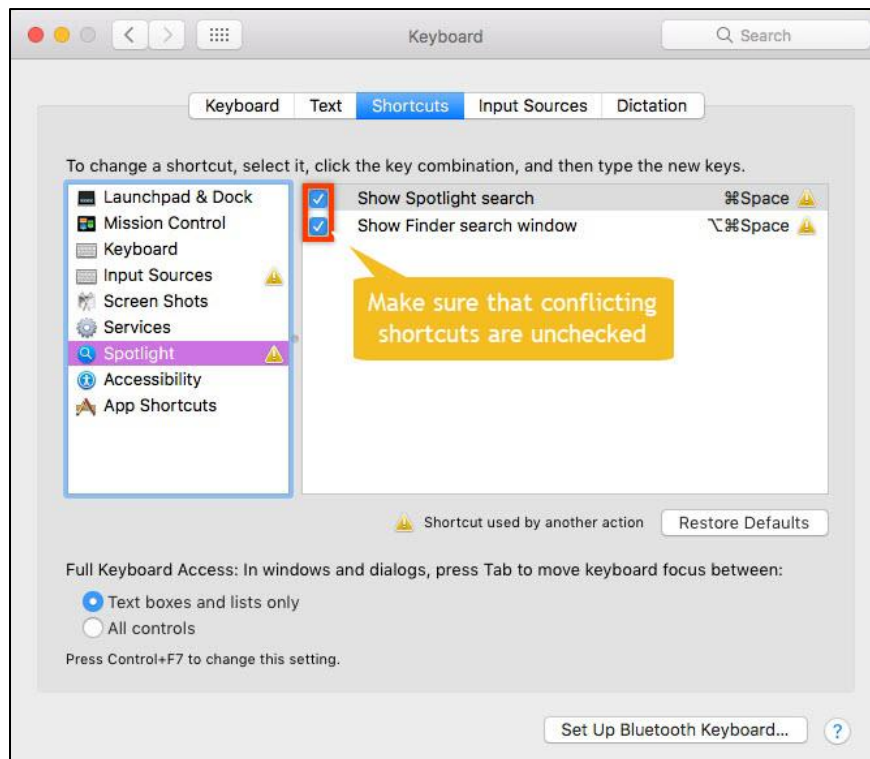 Keyboard
Search
Keyboard Text Shortcuts Input Sources Dictation
To change a shortcut, select it, click the key combination, and then type the new keys.
Launchpad & Dock
Mission Control
Keyboard
Input Sources
Screen Shots
Services
Spotlight
Accessibility
App Shortcuts
Show Spotlight search ⌘Space
Show Finder search window ⌥⌘Space
Make sure that conflicting
shortcuts are unchecked
Shortcut used by another action
Restore Defaults
Full Keyboard Access: In windows and dialogs, press Tab to move keyboard focus between:
Text boxes and lists only
All controls
Press Control+F7 to change this setting.
Set Up Bluetooth Keyboard...
?